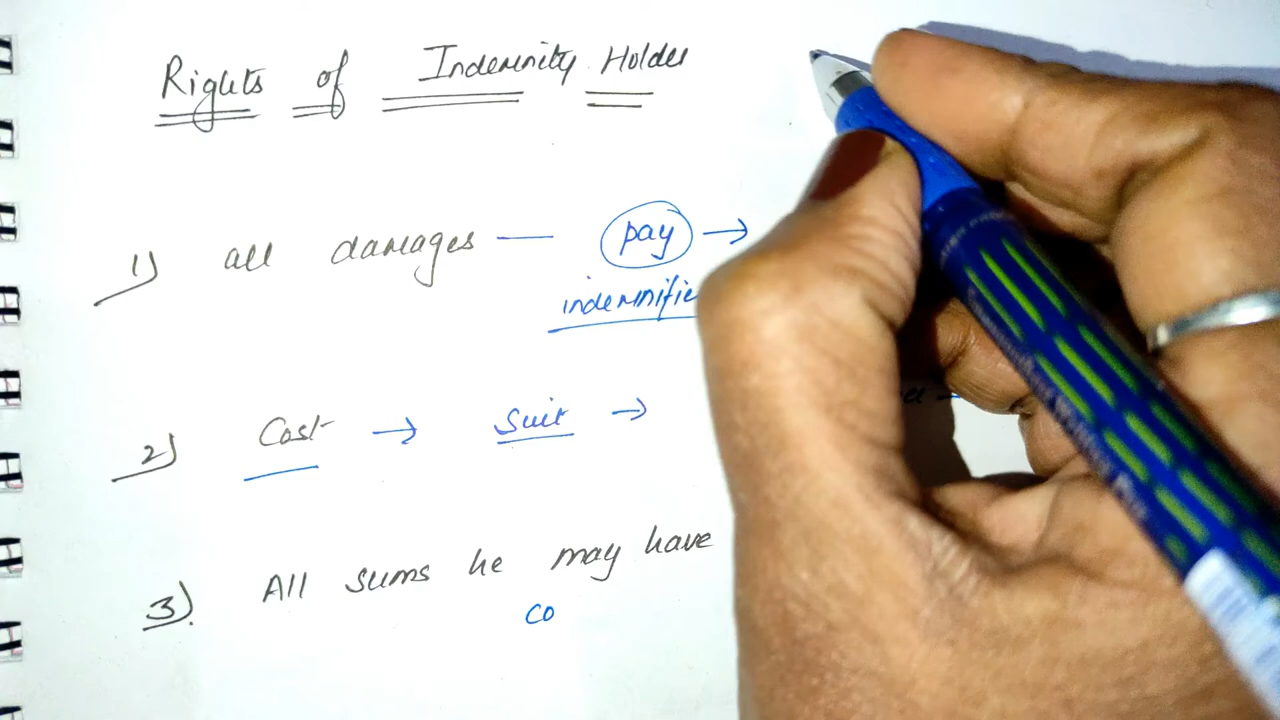 Rights of Indemnity Holder
1) all damages — pay →
indemnifie
2) Cost → Suit →
3). All sums he may have
co